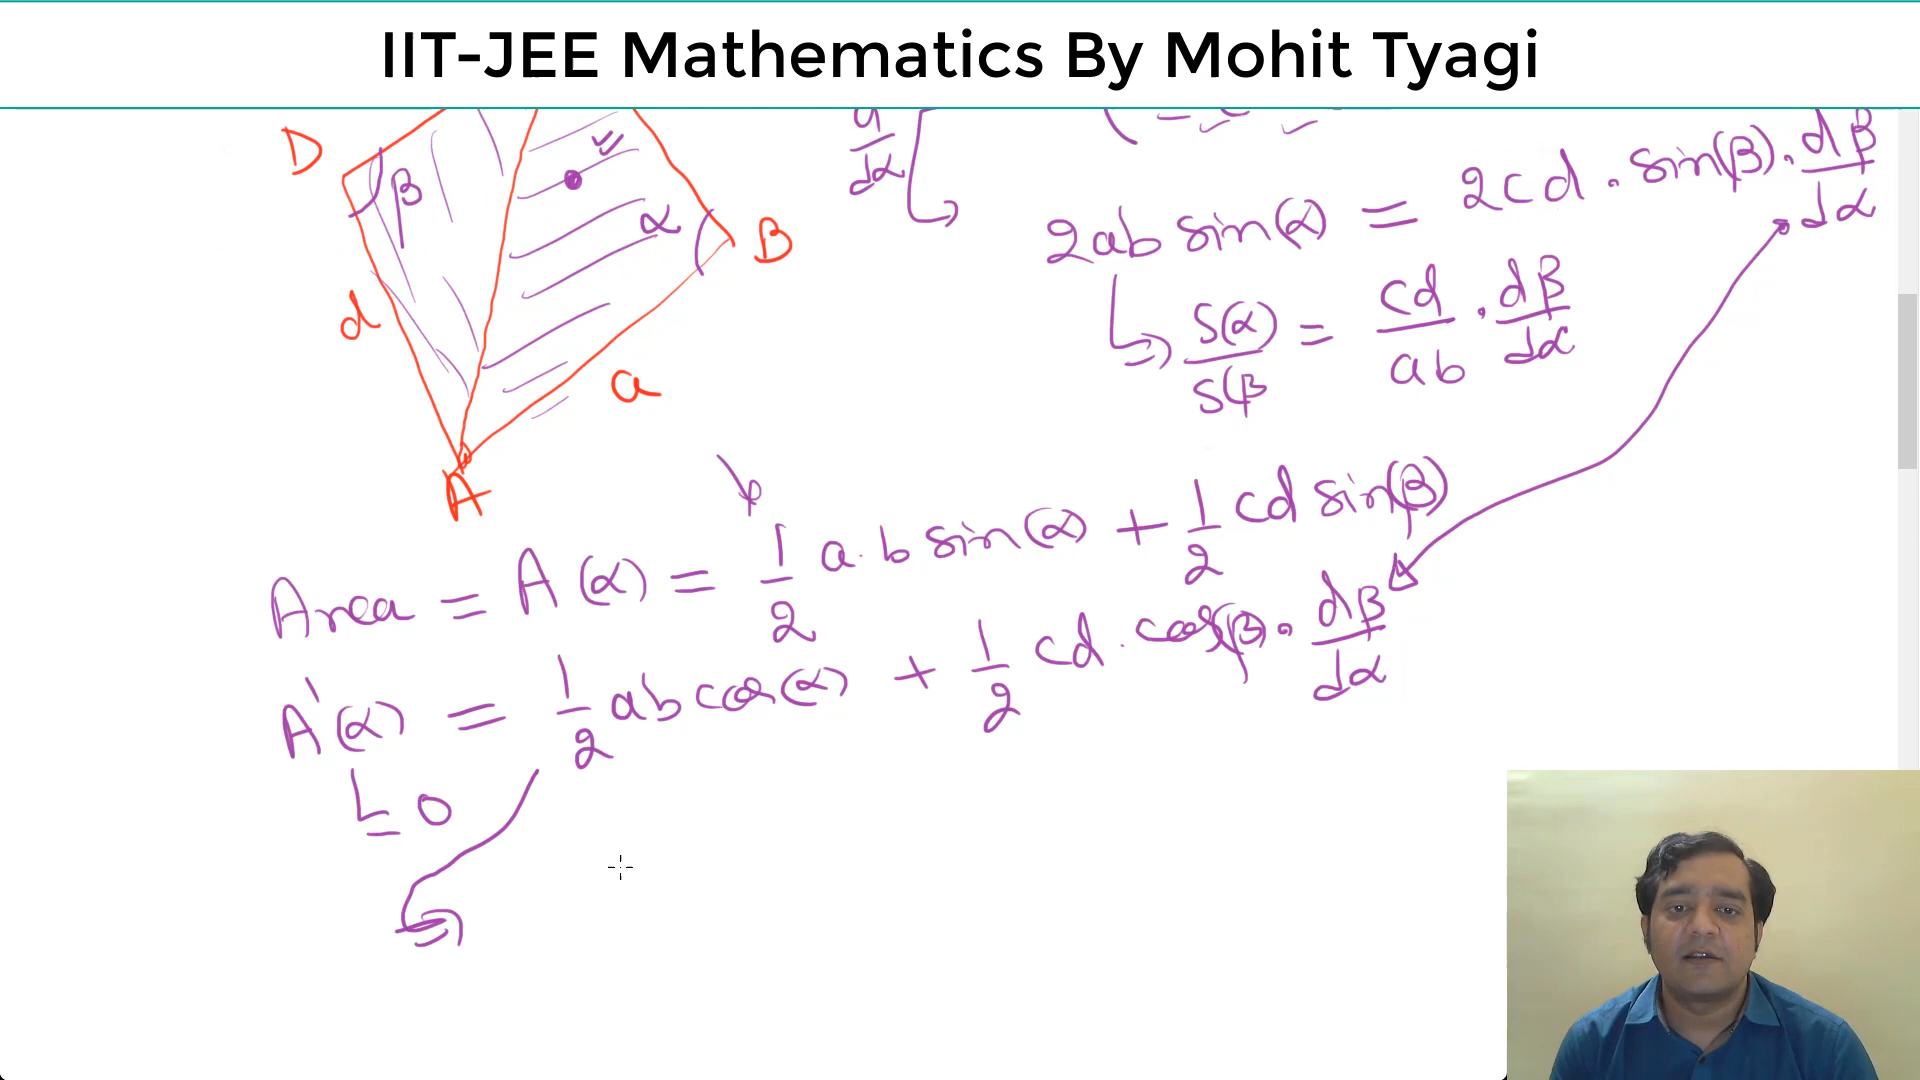 IIT-JEE Mathematics By Mohit Tyagi
D
β
α
B
d
a
A
dα
2ab sin(α) = 2cd . sin(β) . dβ/dα
S(α)/S(β = cd/ab . dβ/dα
Area = A(α) = 1/2 a.b sin(α) + 1/2 cd sin(β)
A'(α) = 1/2 ab cos(α) + 1/2 cd . cos(β) . dβ/dα
= 0